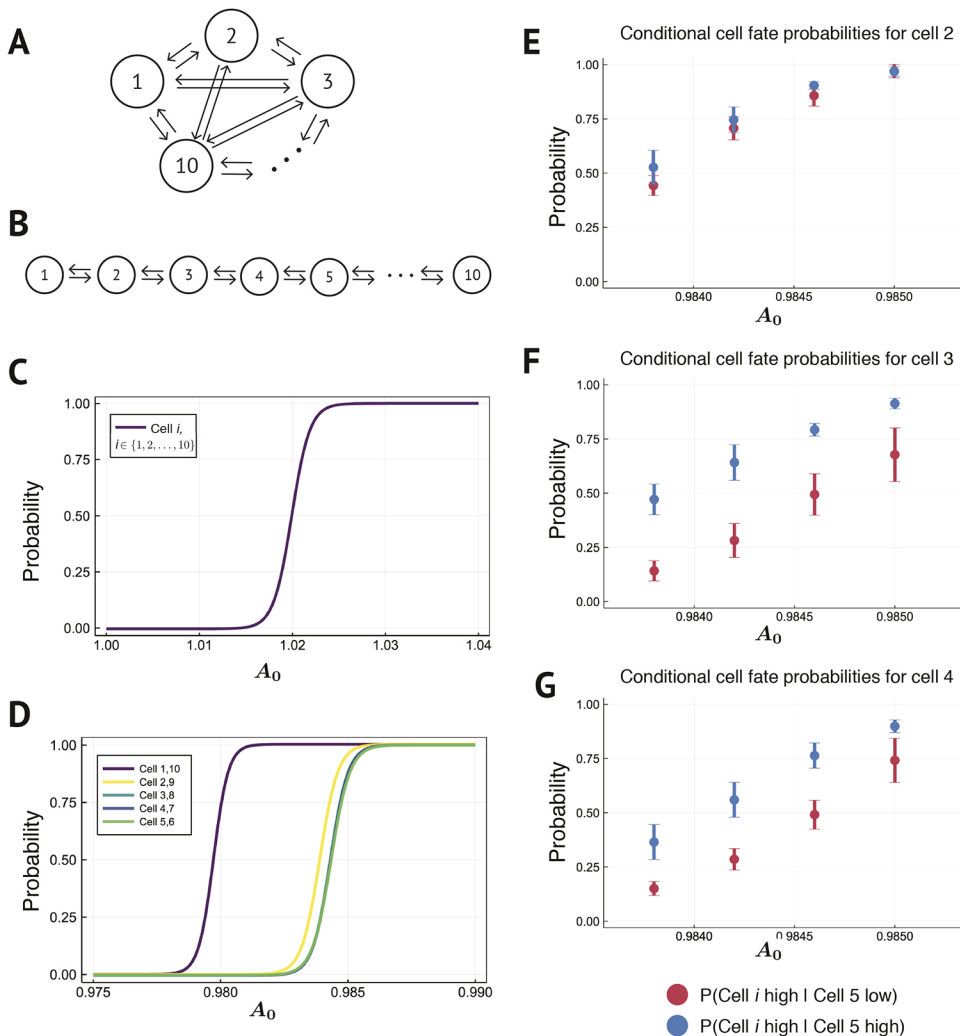 A
1
2
3
10
B
1
2
3
4
5
10
C
1.00
0.75
0.50
0.25
0.00
Probability
Cell i,
i ∈ {1, 2, . . . , 10}
1.00
1.01
1.02
1.03
1.04
A₀
D
1.00
0.75
0.50
0.25
0.00
Probability
Cell 1,10
Cell 2,9
Cell 3,8
Cell 4,7
Cell 5,6
0.975
0.980
0.985
0.990
A₀
E
Conditional cell fate probabilities for cell 2
1.00
0.75
0.50
0.25
0.00
Probability
0.9840
0.9845
0.9850
A₀
F
Conditional cell fate probabilities for cell 3
1.00
0.75
0.50
0.25
0.00
Probability
0.9840
0.9845
0.9850
A₀
G
Conditional cell fate probabilities for cell 4
1.00
0.75
0.50
0.25
0.00
Probability
0.9840
0.9845
0.9850
A₀
P(Cell i high | Cell 5 low)
P(Cell i high | Cell 5 high)